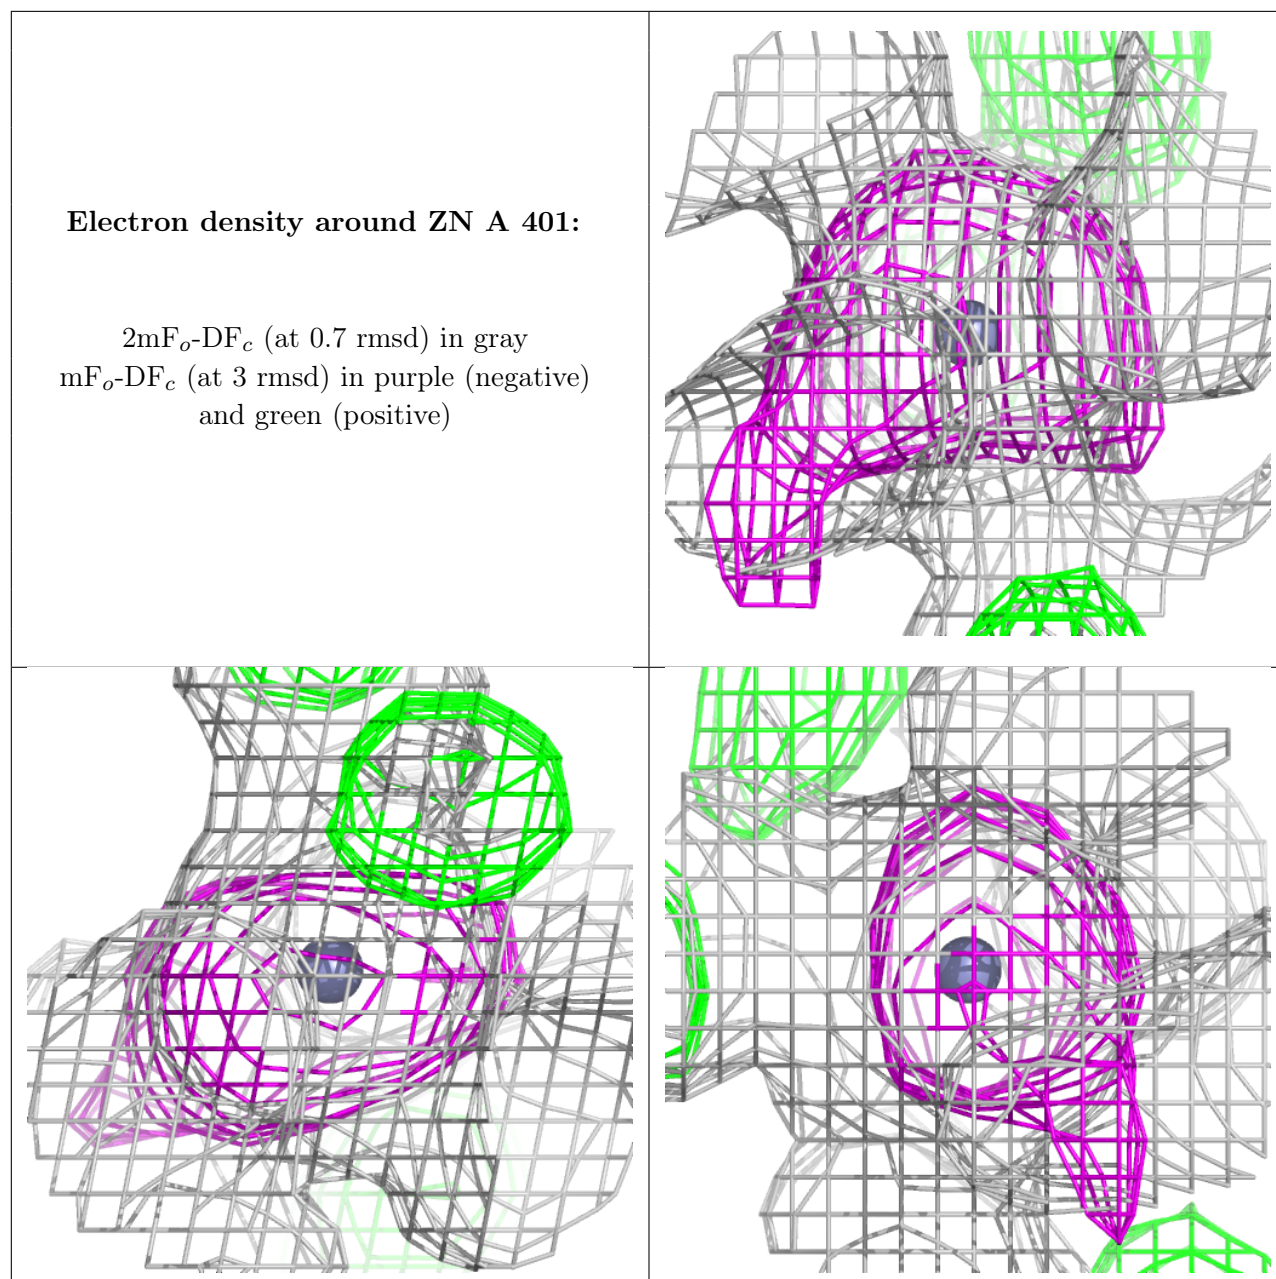 Electron density around ZN A 401:
2mFo-DFc (at 0.7 rmsd) in gray
mFo-DFc (at 3 rmsd) in purple (negative)
and green (positive)